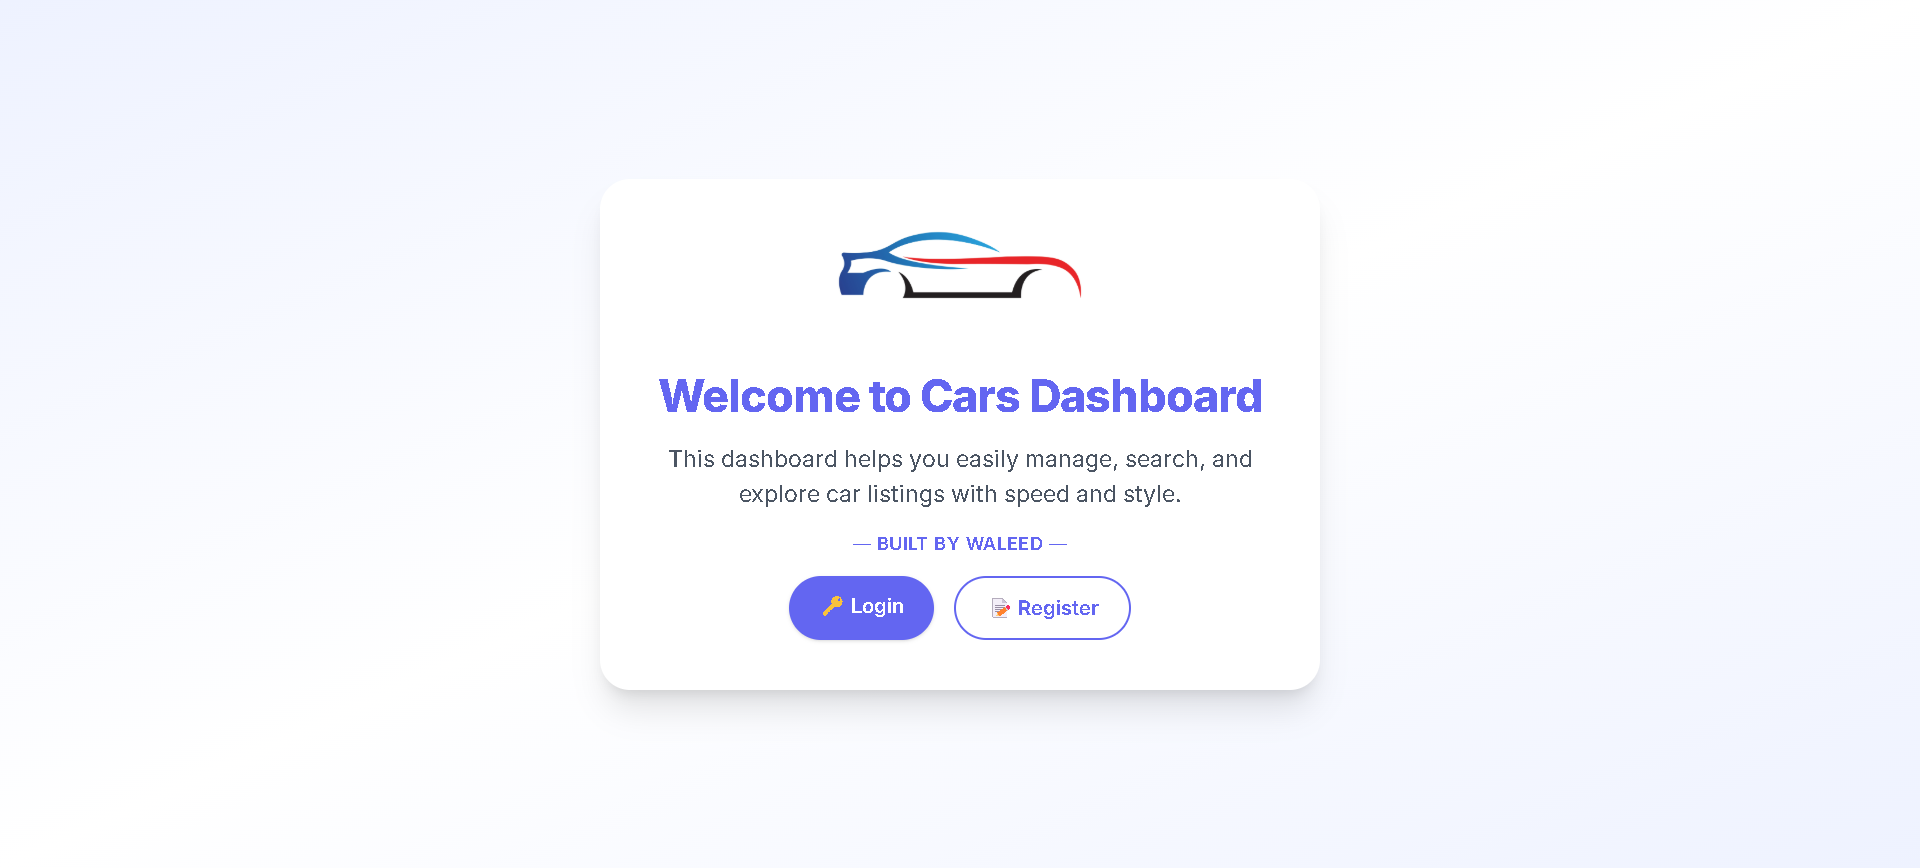 Welcome to Cars Dashboard
This dashboard helps you easily manage, search, and
explore car listings with speed and style.
— BUILT BY WALEED —
🔑 Login
📝 Register